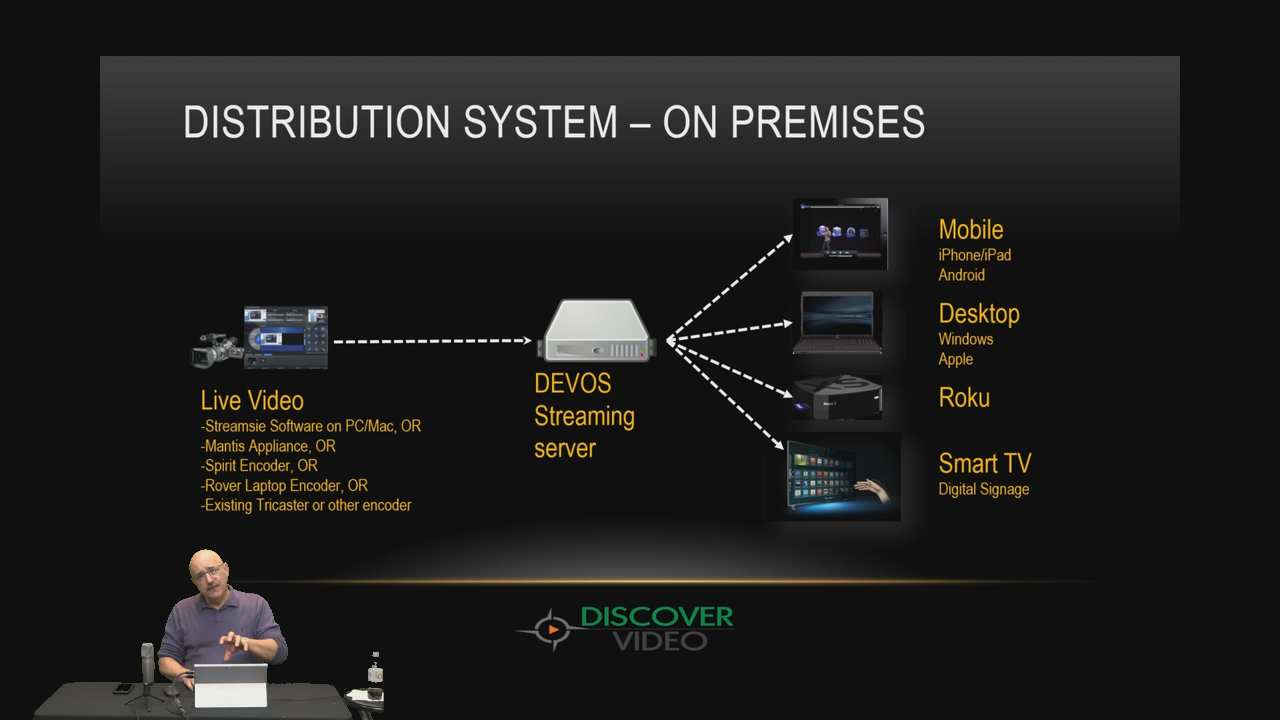 DISTRIBUTION SYSTEM – ON PREMISES
Live Video
-Streamsie Software on PC/Mac, OR
-Mantis Appliance, OR
-Spirit Encoder, OR
-Rover Laptop Encoder, OR
-Existing Tricaster or other encoder
DEVOS
Streaming
server
Mobile
iPhone/iPad
Android
Desktop
Windows
Apple
Roku
Smart TV
Digital Signage
DISCOVER
VIDEO